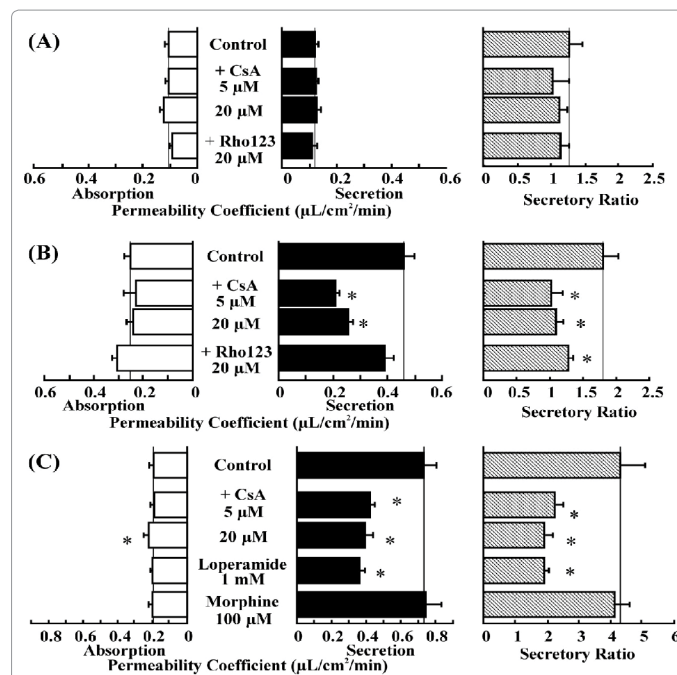 (A)
Control
+ CsA
5 µM
20 µM
+ Rho123
20 µM
0.6 0.4 0.2 0 0 0.2 0.4 0.6 0 0.5 1 1.5 2 2.5
Absorption Secretion Secretory Ratio
Permeability Coefficient (µL/cm²/min)
(B)
Control
+ CsA
5 µM
*
*
20 µM
*
*
+ Rho123
20 µM
*
0.6 0.4 0.2 0 0 0.2 0.4 0.6 0 0.5 1 1.5 2 2.5
Absorption Secretion Secretory Ratio
Permeability Coefficient (µL/cm²/min)
(C)
Control
+ CsA
5 µM
*
*
* 20 µM * *
Loperamide
1 mM
*
*
Morphine
100 µM
0.8 0.6 0.4 0.2 0 0 0.2 0.4 0.6 0.8 0 1 2 3 4 5 6
Absorption Secretion Secretory Ratio
Permeability Coefficient (µL/cm²/min)